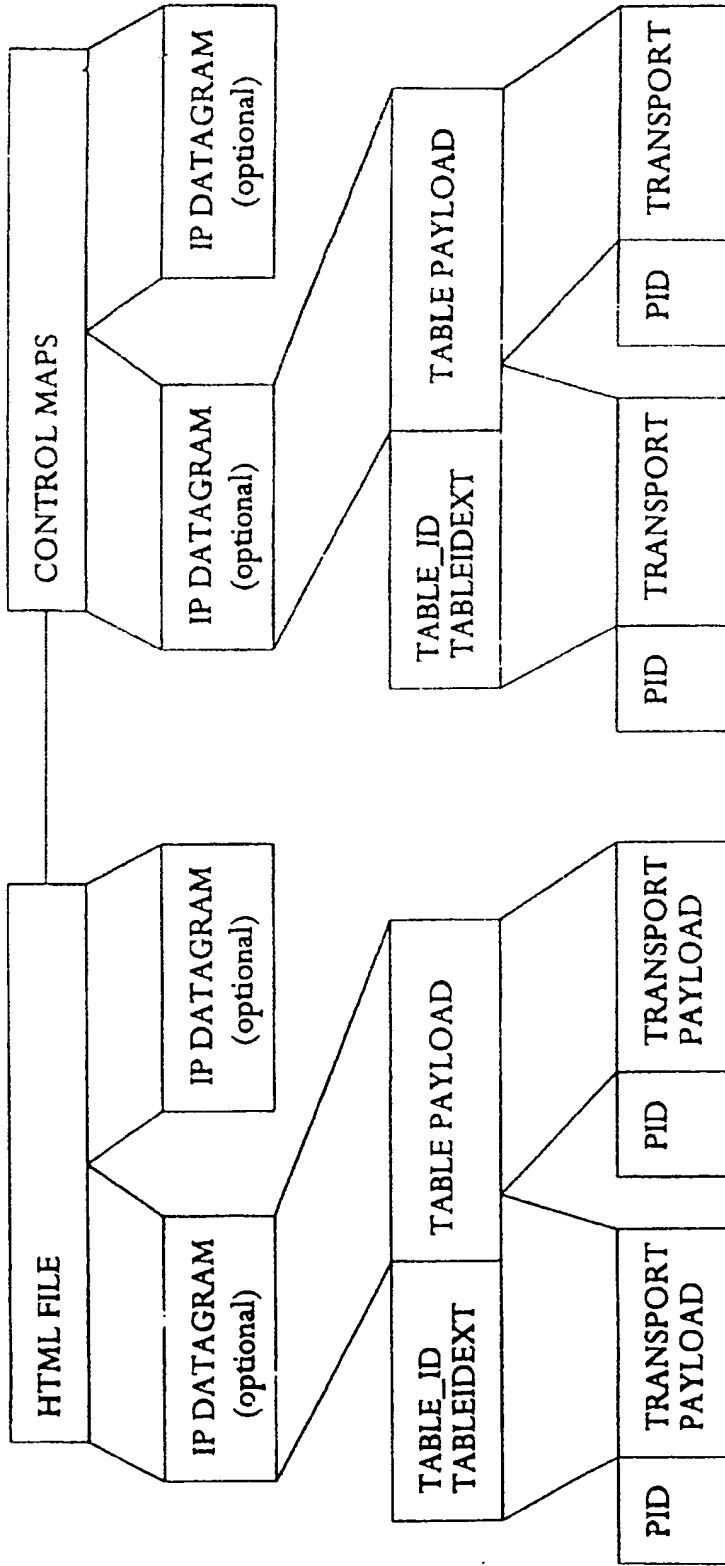 HTML FILE
CONTROL MAPS
IP DATAGRAM
(optional)
IP DATAGRAM
(optional)
IP DATAGRAM
(optional)
IP DATAGRAM
(optional)
TABLE_ID
TABLEIDEXT
TABLE PAYLOAD
TABLE_ID
TABLEIDEXT
TABLE PAYLOAD
PID
TRANSPORT
PAYLOAD
PID
TRANSPORT
PAYLOAD
PID
TRANSPORT
PID
TRANSPORT